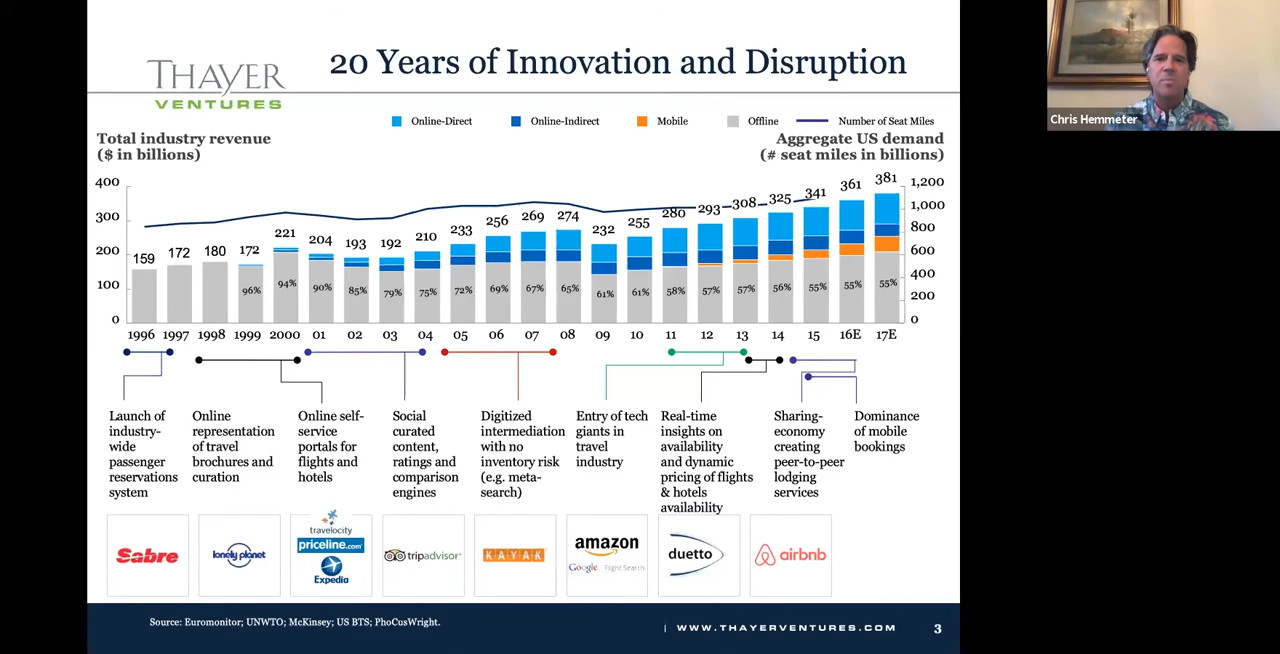 THAYER
VENTURES
20 Years of Innovation and Disruption
Online-Direct Online-Indirect Mobile Offline Number of Seat Miles
Total industry revenue
($ in billions)
Aggregate US demand
(# seat miles in billions)
400
300
200
100
0
1,200
1,000
800
600
400
200
0
159 172 180 172 221 204 193 192 210 233 256 269 274 232 255 280 293 308 325 341 361 381
96% 94% 90% 85% 79% 75% 72% 69% 67% 65% 61% 61% 58% 57% 57% 56% 55% 55% 55%
1996 1997 1998 1999 2000 01 02 03 04 05 06 07 08 09 10 11 12 13 14 15 16E 17E
Launch of
industry-
wide
passenger
reservations
system
Online
representation
of travel
brochures and
curation
Online self-
service
portals for
flights and
hotels
Social
curated
content,
ratings and
comparison
engines
Digitized
intermediation
with no
inventory risk
(e.g. meta-
search)
Entry of tech
giants in
travel
industry
Real-time
insights on
availability
and dynamic
pricing of flights
& hotels
availability
Sharing-
economy
creating
peer-to-peer
lodging
services
Dominance
of mobile
bookings
Sabre
lonely planet
travelocity
priceline.com
Expedia
tripadvisor
KAYAK
amazon
Google Flight Search
duetto
airbnb
Source: Euromonitor; UNWTO; McKinsey; US BTS; PhoCusWright.
| WWW.THAYERVENTURES.COM 3
Chris Hemmeter